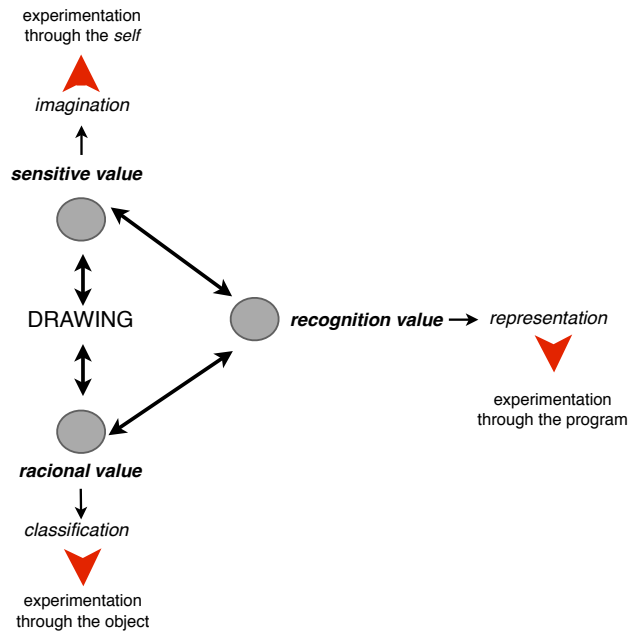 experimentation
through the self
imagination
sensitive value
DRAWING
recognition value
representation
experimentation
through the program
racional value
classification
experimentation
through the object